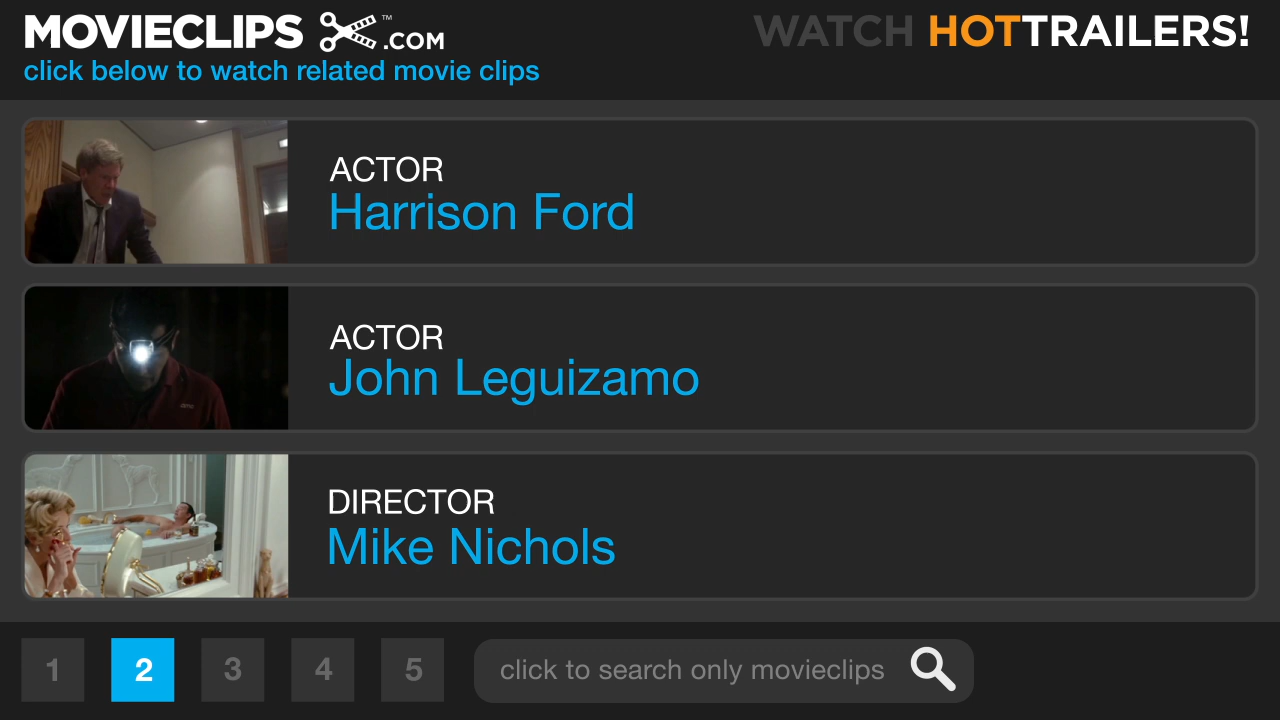 MOVIECLIPS ™ .COM
WATCH HOTTRAILERS!
click below to watch related movie clips
ACTOR
Harrison Ford
ACTOR
John Leguizamo
DIRECTOR
Mike Nichols
1 2 3 4 5 click to search only movieclips